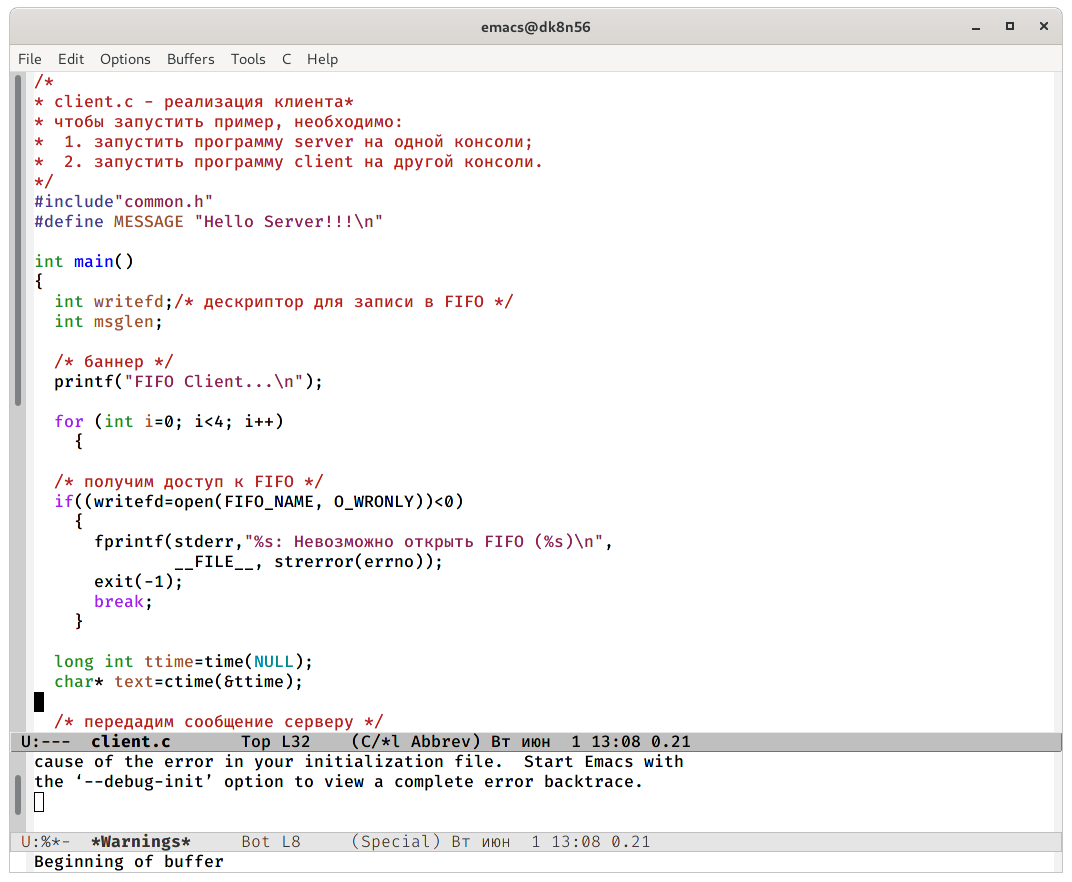 emacs@dk8n56
File Edit Options Buffers Tools C Help
/*
* client.c - реализация клиента*
* чтобы запустить пример, необходимо:
*  1. запустить программу server на одной консоли;
*  2. запустить программу client на другой консоли.
*/
#include"common.h"
#define MESSAGE "Hello Server!!!\n"
int main()
{
  int writefd;/* дескриптор для записи в FIFO */
  int msglen;
  /* баннер */
  printf("FIFO Client...\n");
  for (int i=0; i<4; i++)
    {
  /* получим доступ к FIFO */
  if((writefd=open(FIFO_NAME, O_WRONLY))<0)
    {
      fprintf(stderr,"%s: Невозможно открыть FIFO (%s)\n",
              __FILE__, strerror(errno));
      exit(-1);
      break;
    }
  long int ttime=time(NULL);
  char* text=ctime(&ttime);
  /* передадим сообщение серверу */
U:---  client.c       Top L32    (C/*l Abbrev) Вт июн  1 13:08 0.21
cause of the error in your initialization file.  Start Emacs with
the ‘--debug-init’ option to view a complete error backtrace.
U:%*-  *Warnings*     Bot L8     (Special) Вт июн  1 13:08 0.21
Beginning of buffer